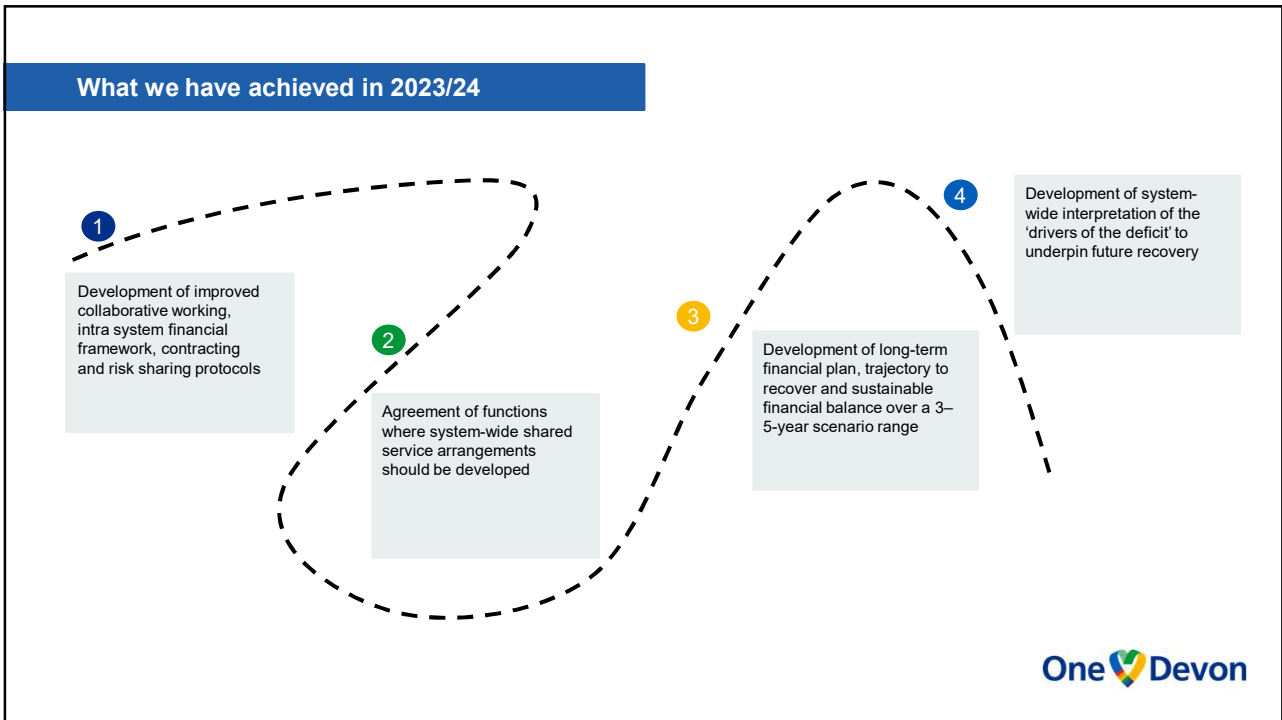 What we have achieved in 2023/24
1
Development of improved
collaborative working,
intra system financial
framework, contracting
and risk sharing protocols
2
Agreement of functions
where system-wide shared
service arrangements
should be developed
3
Development of long-term
financial plan, trajectory to
recover and sustainable
financial balance over a 3–
5-year scenario range
4
Development of system-
wide interpretation of the
‘drivers of the deficit’ to
underpin future recovery
One Devon